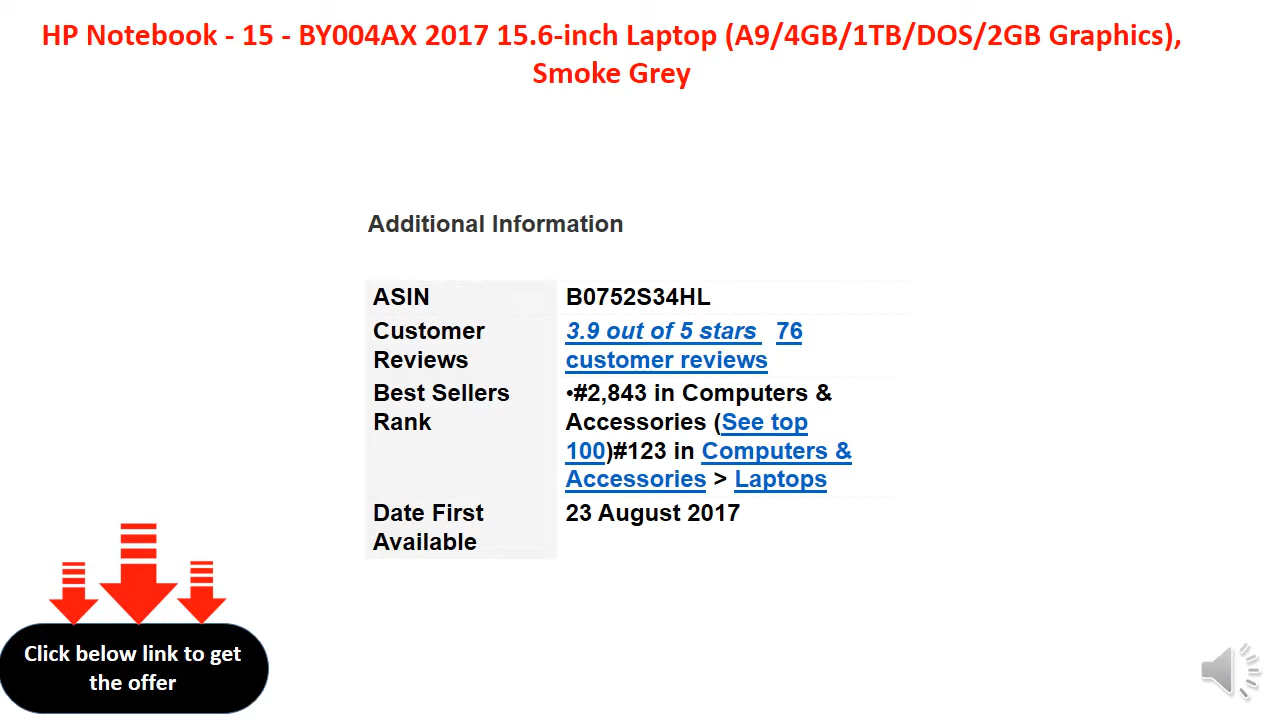 HP Notebook - 15 - BY004AX 2017 15.6-inch Laptop (A9/4GB/1TB/DOS/2GB Graphics),
Smoke Grey
Additional Information
ASIN B0752S34HL
Customer Reviews 3.9 out of 5 stars 76
customer reviews
Best Sellers Rank •#2,843 in Computers &
Accessories (See top
100)#123 in Computers &
Accessories > Laptops
Date First Available 23 August 2017
Click below link to get
the offer